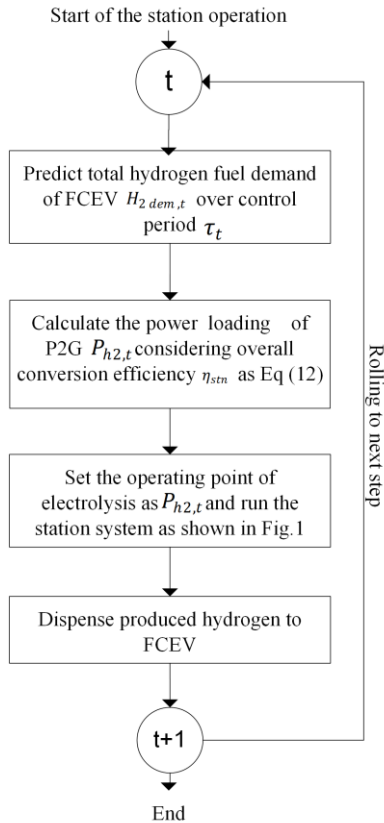 Start of the station operation
t
Predict total hydrogen fuel demand
of FCEV H₂ dem,t over control
period τt
Calculate the power loading of
P2G Ph2,t considering overall
conversion efficiency ηstn as Eq (12)
Set the operating point of
electrolysis as Ph2,t and run the
station system as shown in Fig.1
Dispense produced hydrogen to
FCEV
t+1
End
Rolling to next step